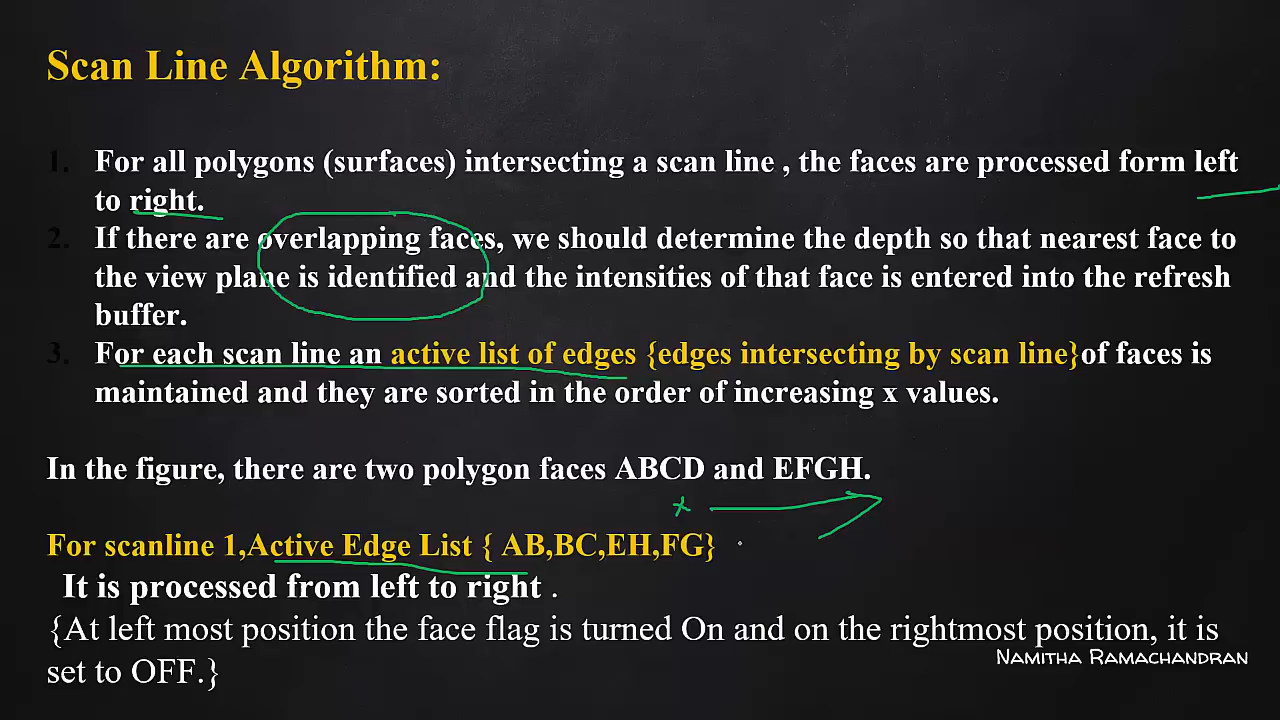 Scan Line Algorithm:
1. For all polygons (surfaces) intersecting a scan line , the faces are processed form left
to right.
2. If there are overlapping faces, we should determine the depth so that nearest face to
the view plane is identified and the intensities of that face is entered into the refresh
buffer.
3. For each scan line an active list of edges {edges intersecting by scan line}of faces is
maintained and they are sorted in the order of increasing x values.
In the figure, there are two polygon faces ABCD and EFGH.
x
For scanline 1,Active Edge List { AB,BC,EH,FG}
It is processed from left to right .
{At left most position the face flag is turned On and on the rightmost position, it is
set to OFF.}
Namitha Ramachandran